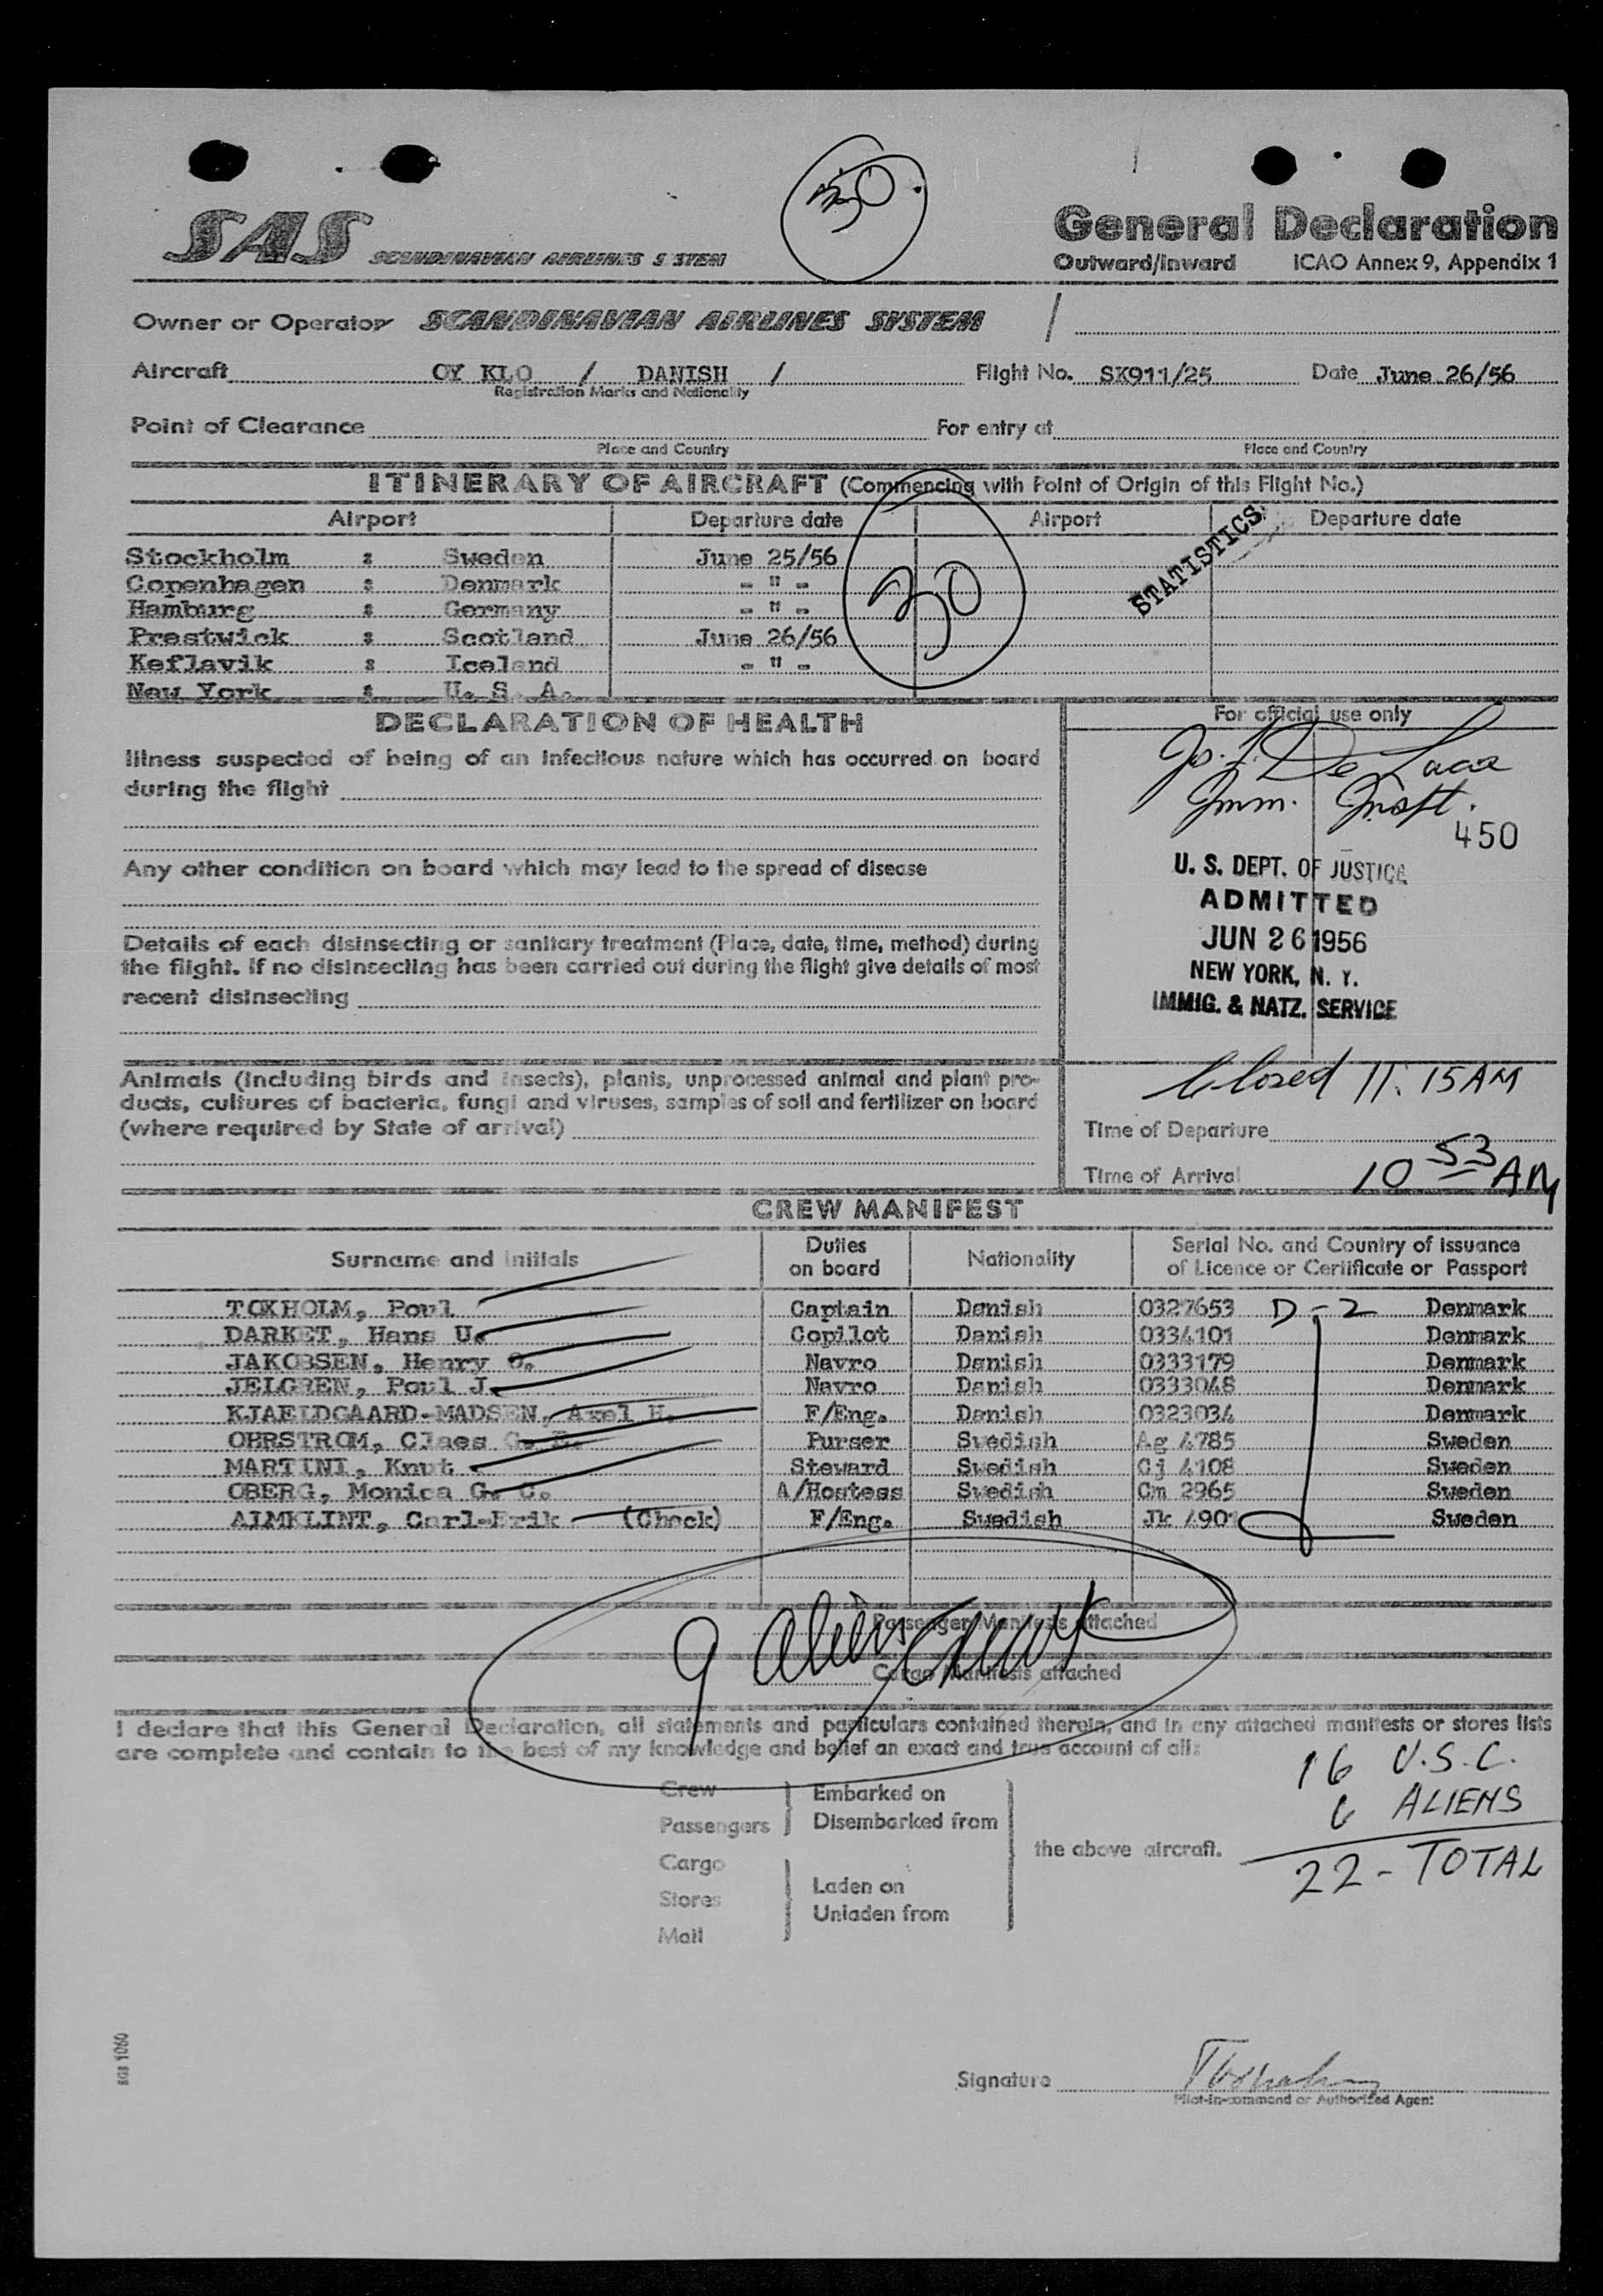 30.
SAS SCANDINAVIAN AIRLINES SYSTEM
General Declaration
Outward/Inward ICAO Annex 9, Appendix 1
Owner or Operator SCANDINAVIAN AIRLINES SYSTEM /
Aircraft OY KLO / DANISH / Flight No. SK911/25 Date June 26/56
Registration Marks and Nationality
Point of Clearance For entry at
Place and Country Place and Country
ITINERARY OF AIRCRAFT (Commencing with Point of Origin of this Flight No.)
Airport Departure date Airport Departure date
Stockholm : Sweden June 25/56
Copenhagen : Denmark - " -
Hamburg : Germany - " -
Prestwick : Scotland June 26/56
Keflavik : Iceland - " -
New York : U. S. A.
30
STATISTICS
DECLARATION OF HEALTH
Illness suspected of being of an infectious nature which has occurred on board
during the flight
Any other condition on board which may lead to the spread of disease
Details of each disinsecting or sanitary treatment (Place, date, time, method) during
the flight. If no disinsecting has been carried out during the flight give details of most
recent disinsecting
Animals (including birds and insects), plants, unprocessed animal and plant pro-
ducts, cultures of bacteria, fungi and viruses, samples of soil and fertilizer on board
(where required by State of arrival)
For official use only
De Luca
Imm. Inspt.
450
U. S. DEPT. OF JUSTICE
ADMITTED
JUN 26 1956
NEW YORK, N. Y.
IMMIG. & NATZ. SERVICE
Closed 11:15 AM
Time of Departure
Time of Arrival 10 53 AM
CREW MANIFEST
Surname and Initials Duties on board Nationality Serial No. and Country of issuance of Licence or Certificate or Passport
TOXHOLM, Poul Captain Danish 0327653 D-2 Denmark
DARKET, Hans U. Copilot Danish 0334101 Denmark
JAKOBSEN, Henry O. Navro Danish 0333179 Denmark
JELGREN, Poul J. Navro Danish 0333048 Denmark
KJAELDGAARD-MADSEN, Axel H. F/Eng. Danish 0323034 Denmark
OHRSTROM, Claes G. Purser Swedish Ag 4785 Sweden
MARTINI, Knut Steward Swedish Cj 4108 Sweden
OBERG, Monica G. C. A/Hostess Swedish Cm 2965 Sweden
ALMKLINT, Carl-Erik (Check) F/Eng. Swedish Jk 490 Sweden
Passenger Manifests attached
9 Aliens Crew
Cargo Manifests attached
I declare that this General Declaration, all statements and particulars contained therein, and in any attached manifests or stores lists
are complete and contain to the best of my knowledge and belief an exact and true account of all:
Crew
Passengers
Cargo
Stores
Mail
Embarked on
Disembarked from
Laden on
Unladen from
the above aircraft.
16 U.S.C.
6 ALIENS
22 - TOTAL
1060
Signature
Pilot-in-command or Authorized Agent